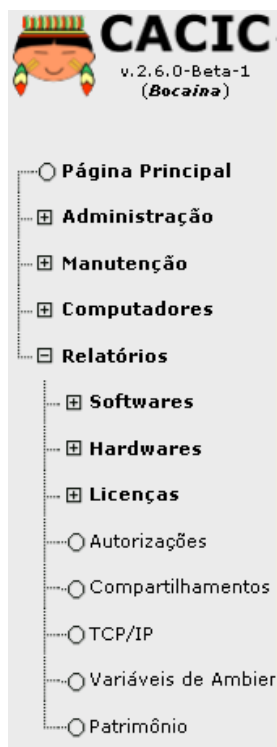 CACIC
v.2.6.0-Beta-1
(Bocaina)
Página Principal
Administração
Manutenção
Computadores
Relatórios
Softwares
Hardwares
Licenças
Autorizações
Compartilhamentos
TCP/IP
Variáveis de Ambier
Patrimônio